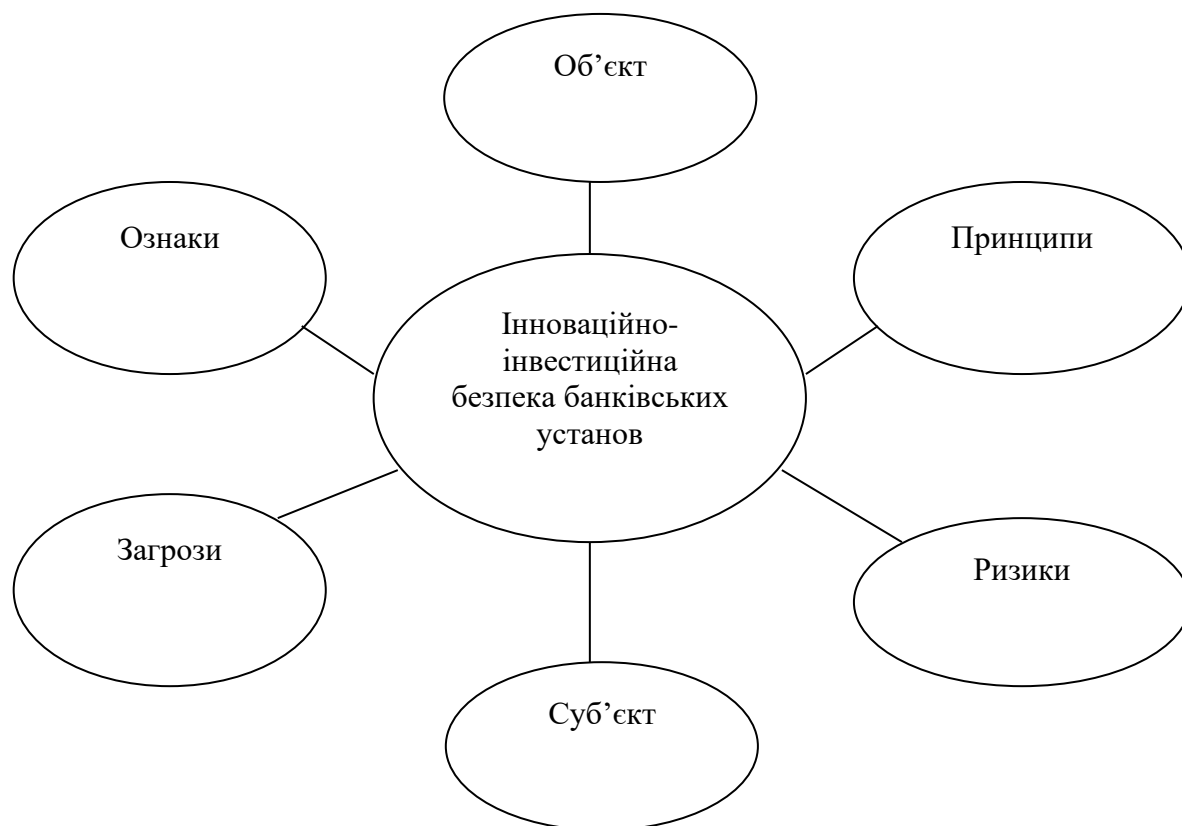 Об’єкт
Ознаки
Принципи
Інноваційно-
інвестиційна
безпека банківських
установ
Загрози
Ризики
Суб’єкт